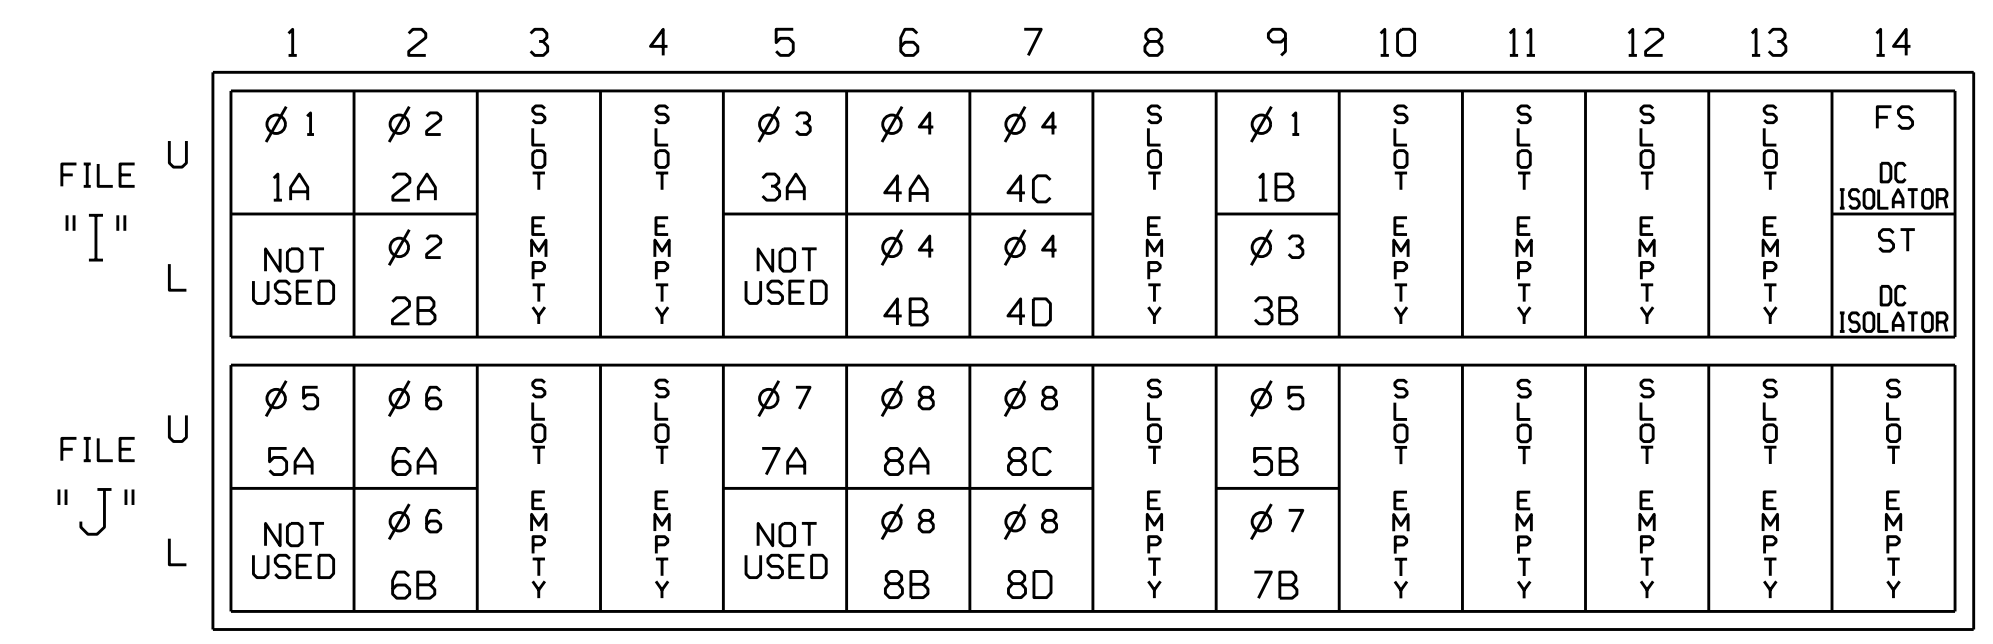 1 2 3 4 5 6 7 8 9 10 11 12 13 14
FILE "I"
U
L
Ø 1 1A
NOT USED
Ø 2 2A
Ø 2 2B
SLOT EMPTY
SLOT EMPTY
Ø 3 3A
NOT USED
Ø 4 4A
Ø 4 4B
Ø 4 4C
Ø 4 4D
SLOT EMPTY
Ø 1 1B
Ø 3 3B
SLOT EMPTY
SLOT EMPTY
SLOT EMPTY
SLOT EMPTY
FS DC ISOLATOR
ST DC ISOLATOR
FILE "J"
U
L
Ø 5 5A
NOT USED
Ø 6 6A
Ø 6 6B
SLOT EMPTY
SLOT EMPTY
Ø 7 7A
NOT USED
Ø 8 8A
Ø 8 8B
Ø 8 8C
Ø 8 8D
SLOT EMPTY
Ø 5 5B
Ø 7 7B
SLOT EMPTY
SLOT EMPTY
SLOT EMPTY
SLOT EMPTY
SLOT EMPTY